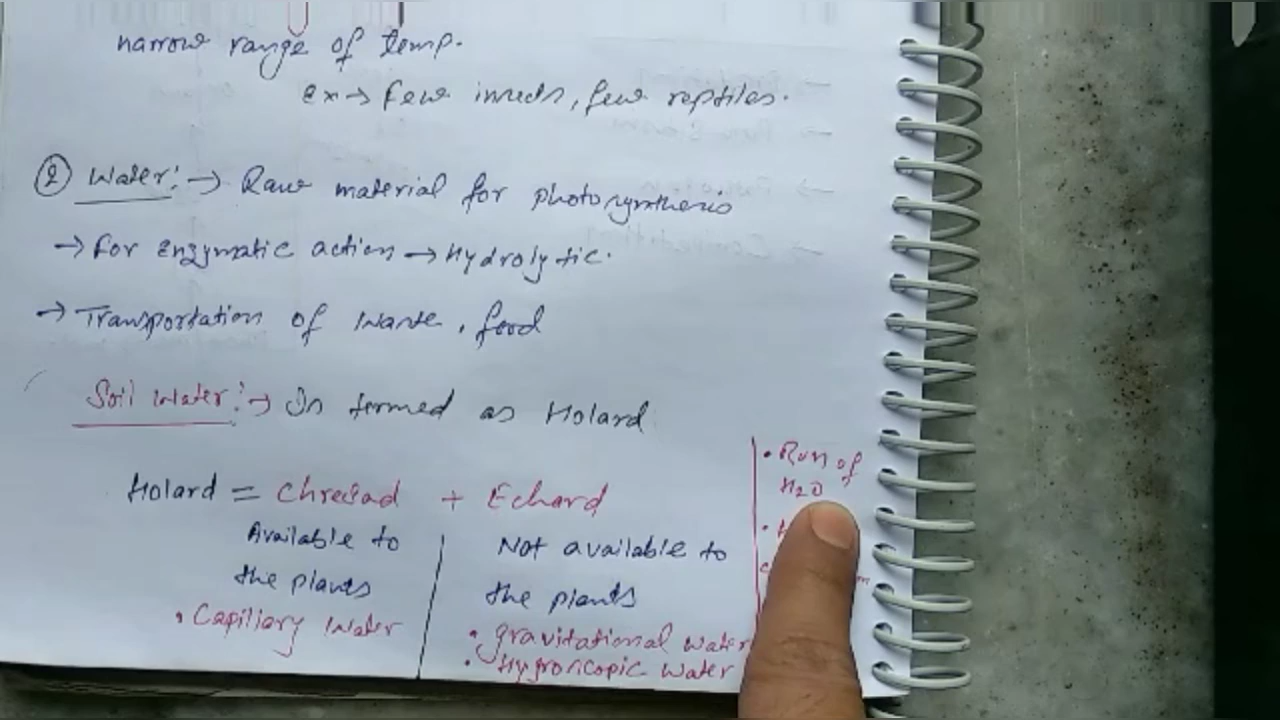 narrow range of temp.
ex → few insects, few reptiles.
② Water:→ Raw material for photosynthesis
→ For enzymatic action → Hydrolytic.
→ Transportation of Waste, food
Soil Water:→ Is termed as Holard
Holard = Chresad + Echard
Available to
the plants
• Capillary Water
Not available to
the plants
• gravitational water
• Hygroscopic Water
• Run of
H₂O